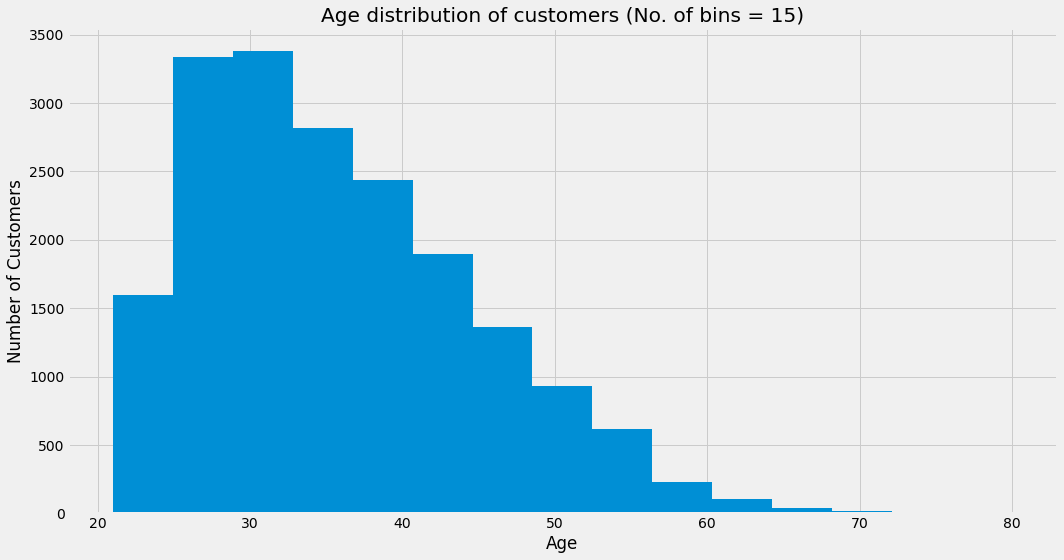 Age distribution of customers (No. of bins = 15)
3500
3000
2500
2000
1500
1000
500
0
Number of Customers
20 30 40 50 60 70 80
Age